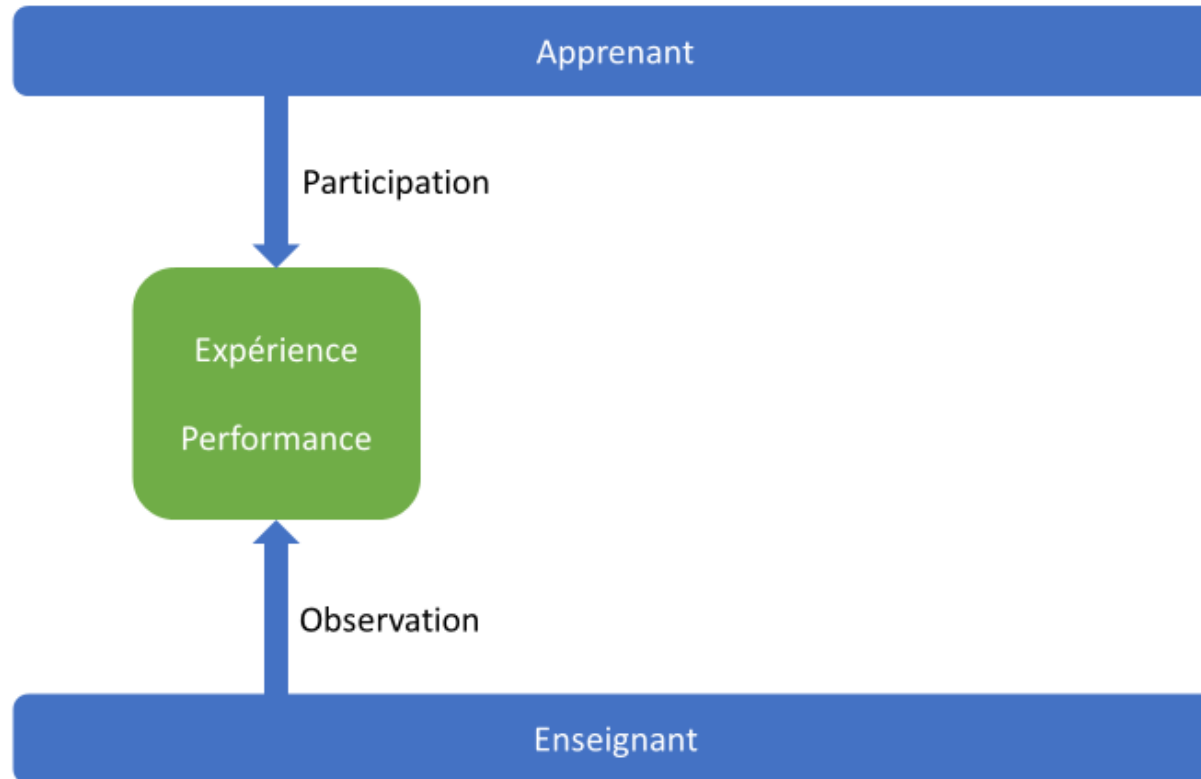 Apprenant
Participation
Expérience
Performance
Observation
Enseignant